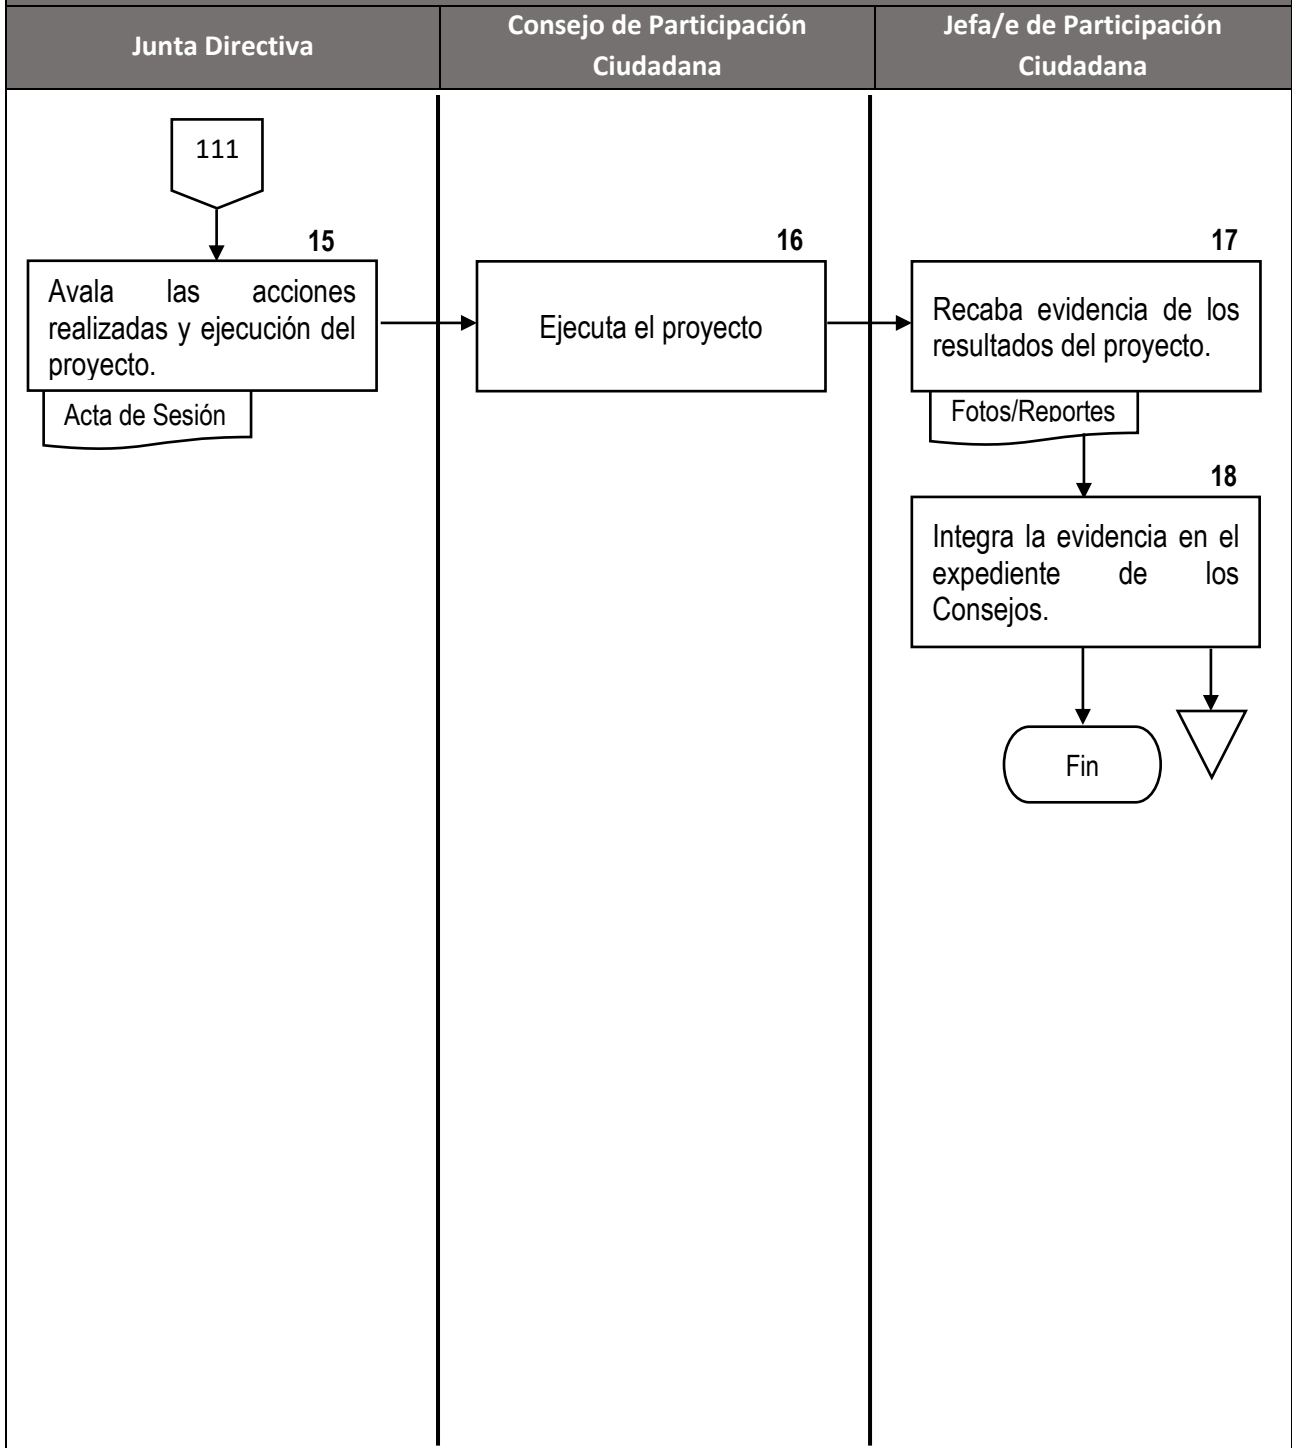 Junta Directiva
Consejo de Participación
Ciudadana
Jefa/e de Participación
Ciudadana
111
15
Avala las acciones
realizadas y ejecución del
proyecto.
Acta de Sesión
16
Ejecuta el proyecto
17
Recaba evidencia de los
resultados del proyecto.
Fotos/Reportes
18
Integra la evidencia en el
expediente de los
Consejos.
Fin